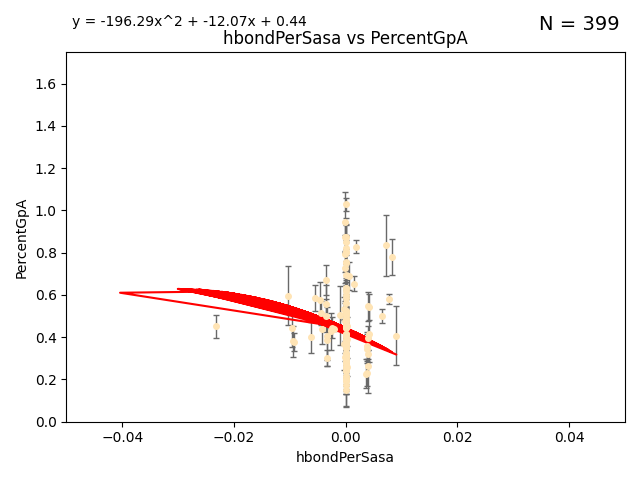 y = -196.29x^2 + -12.07x + 0.44
N = 399
hbondPerSasa vs PercentGpA
1.6
1.4
1.2
1.0
0.8
0.6
0.4
0.2
0.0
PercentGpA
−0.04
−0.02
0.00
0.02
0.04
hbondPerSasa